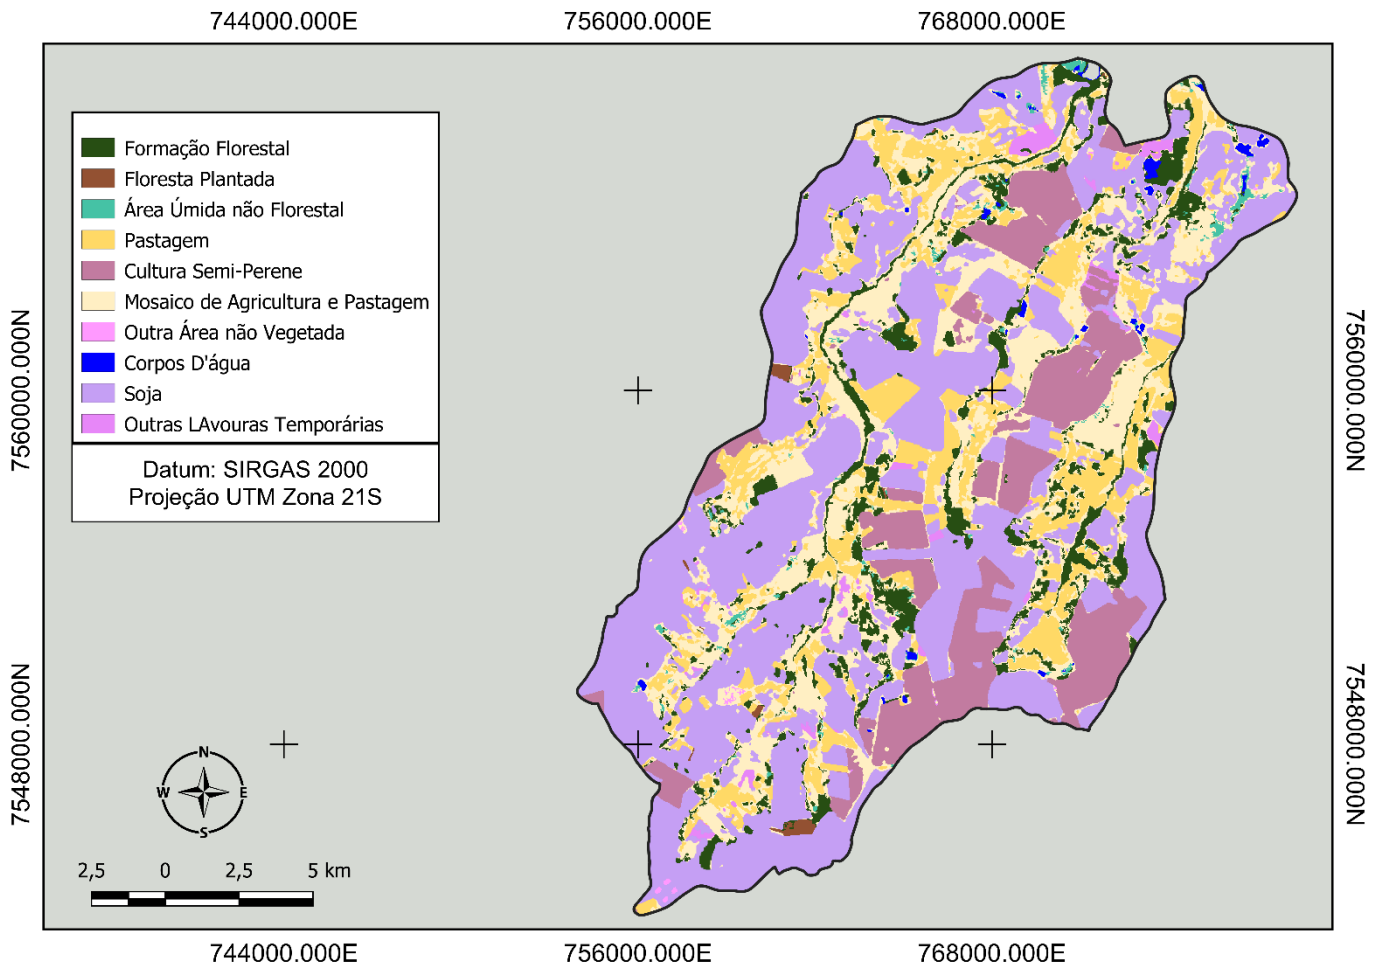 744000.000E 756000.000E 768000.000E
Formação Florestal
Floresta Plantada
Área Úmida não Florestal
Pastagem
Cultura Semi-Perene
Mosaico de Agricultura e Pastagem
Outra Área não Vegetada
Corpos D'água
Soja
Outras LAvouras Temporárias
Datum: SIRGAS 2000
Projeção UTM Zona 21S
7560000.000N
7560000.000N
7548000.000N
7548000.000N
N
W E
S
2,5 0 2,5 5 km
744000.000E 756000.000E 768000.000E